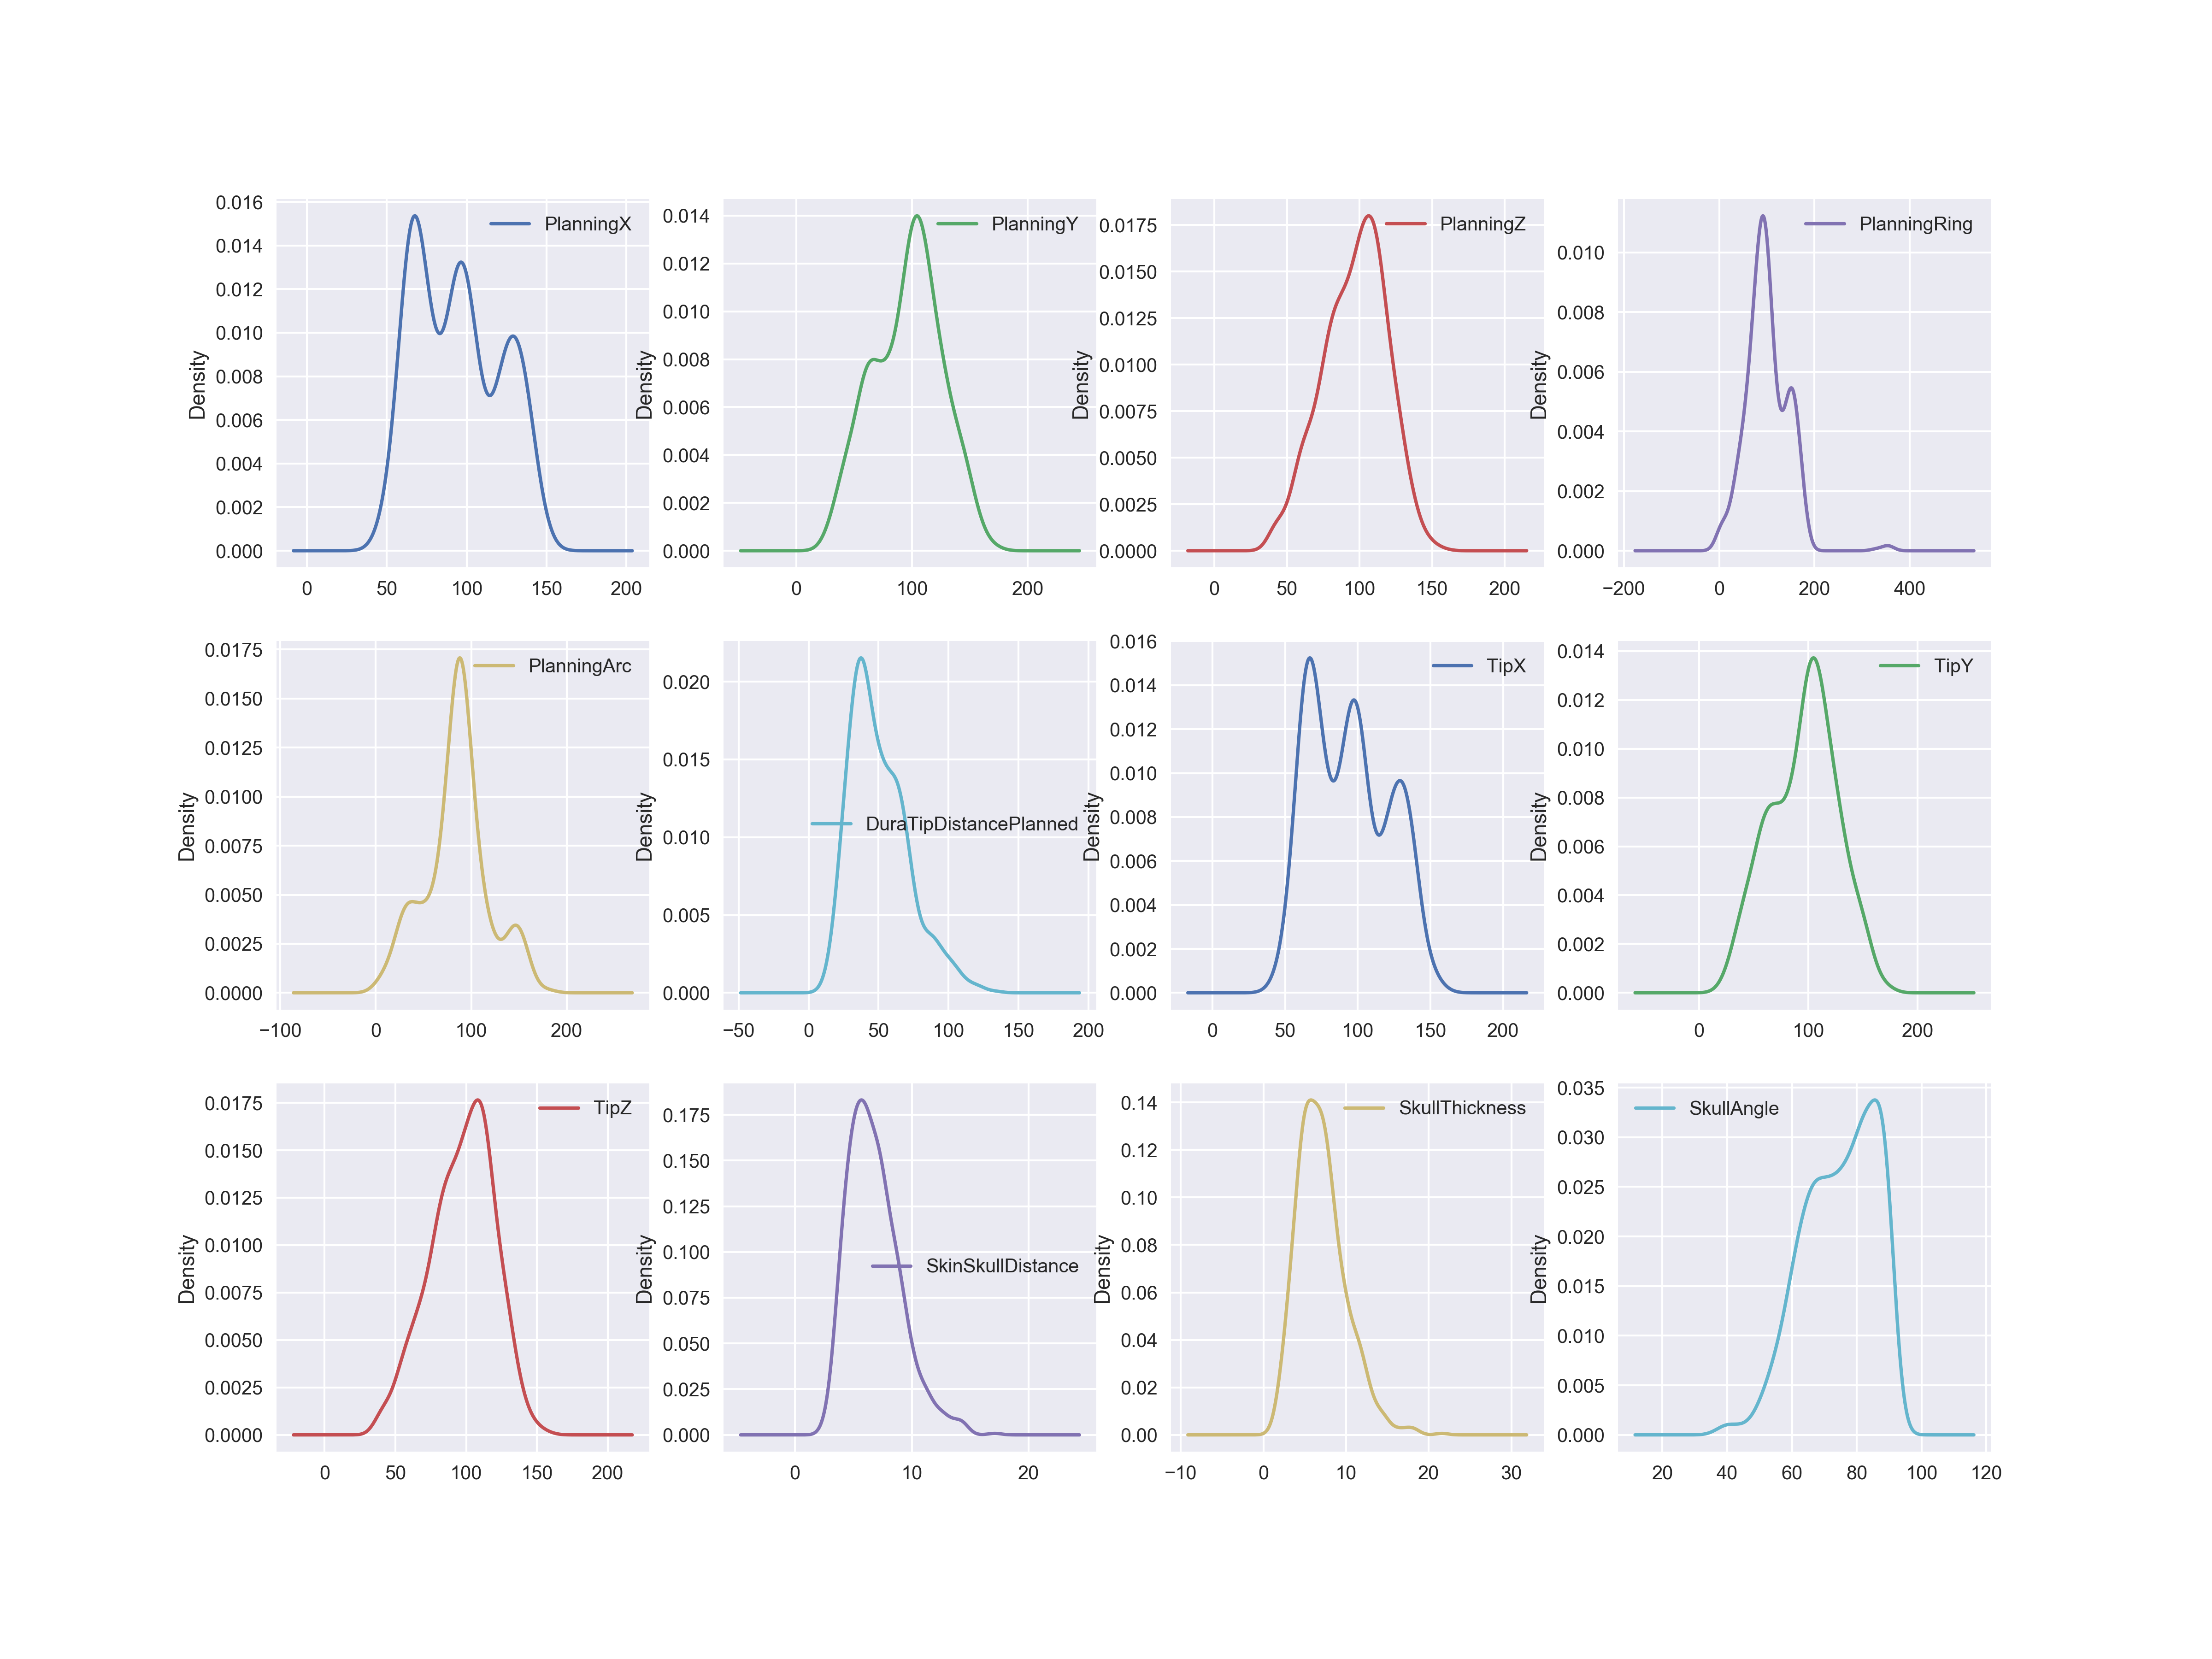 PlanningX
Density
0.016
0.014
0.012
0.010
0.008
0.006
0.004
0.002
0.000
0 50 100 150 200
PlanningY
Density
0.014
0.012
0.010
0.008
0.006
0.004
0.002
0.000
0 100 200
PlanningZ
Density
0.0175
0.0150
0.0125
0.0100
0.0075
0.0050
0.0025
0.0000
0 50 100 150 200
PlanningRing
Density
0.010
0.008
0.006
0.004
0.002
0.000
−200 0 200 400
PlanningArc
Density
0.0175
0.0150
0.0125
0.0100
0.0075
0.0050
0.0025
0.0000
−100 0 100 200
DuraTipDistancePlanned
Density
0.020
0.015
0.010
0.005
0.000
−50 0 50 100 150 200
TipX
Density
0.016
0.014
0.012
0.010
0.008
0.006
0.004
0.002
0.000
0 50 100 150 200
TipY
Density
0.014
0.012
0.010
0.008
0.006
0.004
0.002
0.000
0 100 200
TipZ
Density
0.0175
0.0150
0.0125
0.0100
0.0075
0.0050
0.0025
0.0000
0 50 100 150 200
SkinSkullDistance
Density
0.175
0.150
0.125
0.100
0.075
0.050
0.025
0.000
0 10 20
SkullThickness
Density
0.14
0.12
0.10
0.08
0.06
0.04
0.02
0.00
−10 0 10 20 30
SkullAngle
Density
0.035
0.030
0.025
0.020
0.015
0.010
0.005
0.000
20 40 60 80 100 120